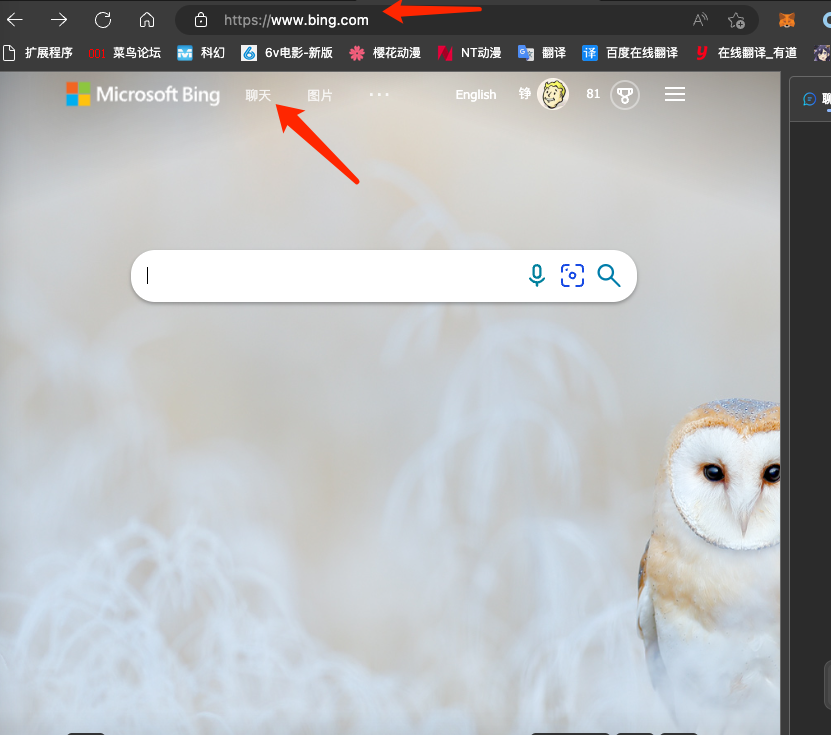 https://www.bing.com
扩展程序 001 菜鸟论坛 科幻 6v电影-新版 樱花动漫 NT动漫 翻译 百度在线翻译 在线翻译_有道
Microsoft Bing 聊天 图片 ··· English 铮 81